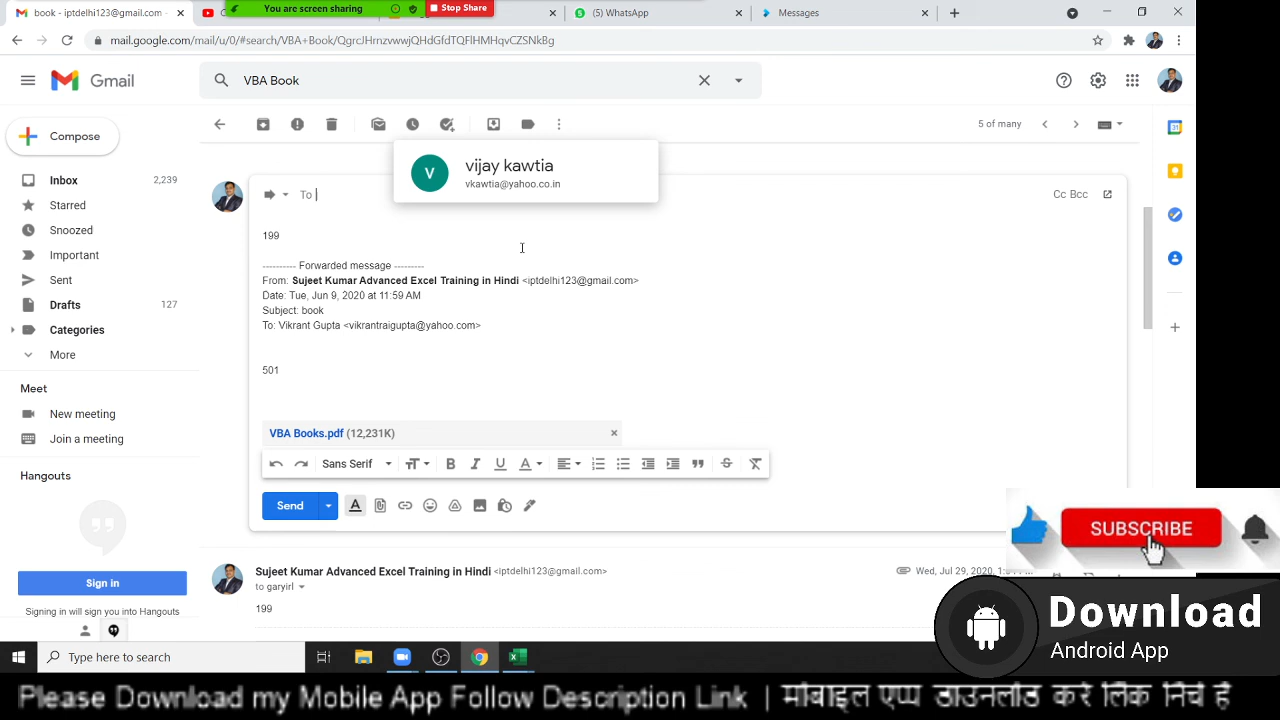 book - iptdelhi123@gmail.com -
You are screen sharing
Stop Share
(5) WhatsApp
Messages
mail.google.com/mail/u/0/#search/VBA+Book/QgrcJHrnzvwwjQHdGfdTQFlHMHqvCZSNkBg
Gmail
VBA Book
Compose
5 of many
Inbox 2,239
Starred
Snoozed
Important
Sent
Drafts 127
Categories
More
Meet
New meeting
Join a meeting
Hangouts
Sign in
Signing in will sign you into Hangouts
V
vijay kawtia
vkawtia@yahoo.co.in
To
Cc Bcc
199
---------- Forwarded message ---------
From: Sujeet Kumar Advanced Excel Training in Hindi <iptdelhi123@gmail.com>
Date: Tue, Jun 9, 2020 at 11:59 AM
Subject: book
To: Vikrant Gupta <vikrantraigupta@yahoo.com>
501
VBA Books.pdf (12,231K)
Sans Serif
Send
Sujeet Kumar Advanced Excel Training in Hindi <iptdelhi123@gmail.com>
Wed, Jul 29, 2020,
to garyirl
199
SUBSCRIBE
Download
Android App
Type here to search
Please Download my Mobile App Follow Description Link | मोबाइल एप्प डाउनलोड करे लिंक निचे है